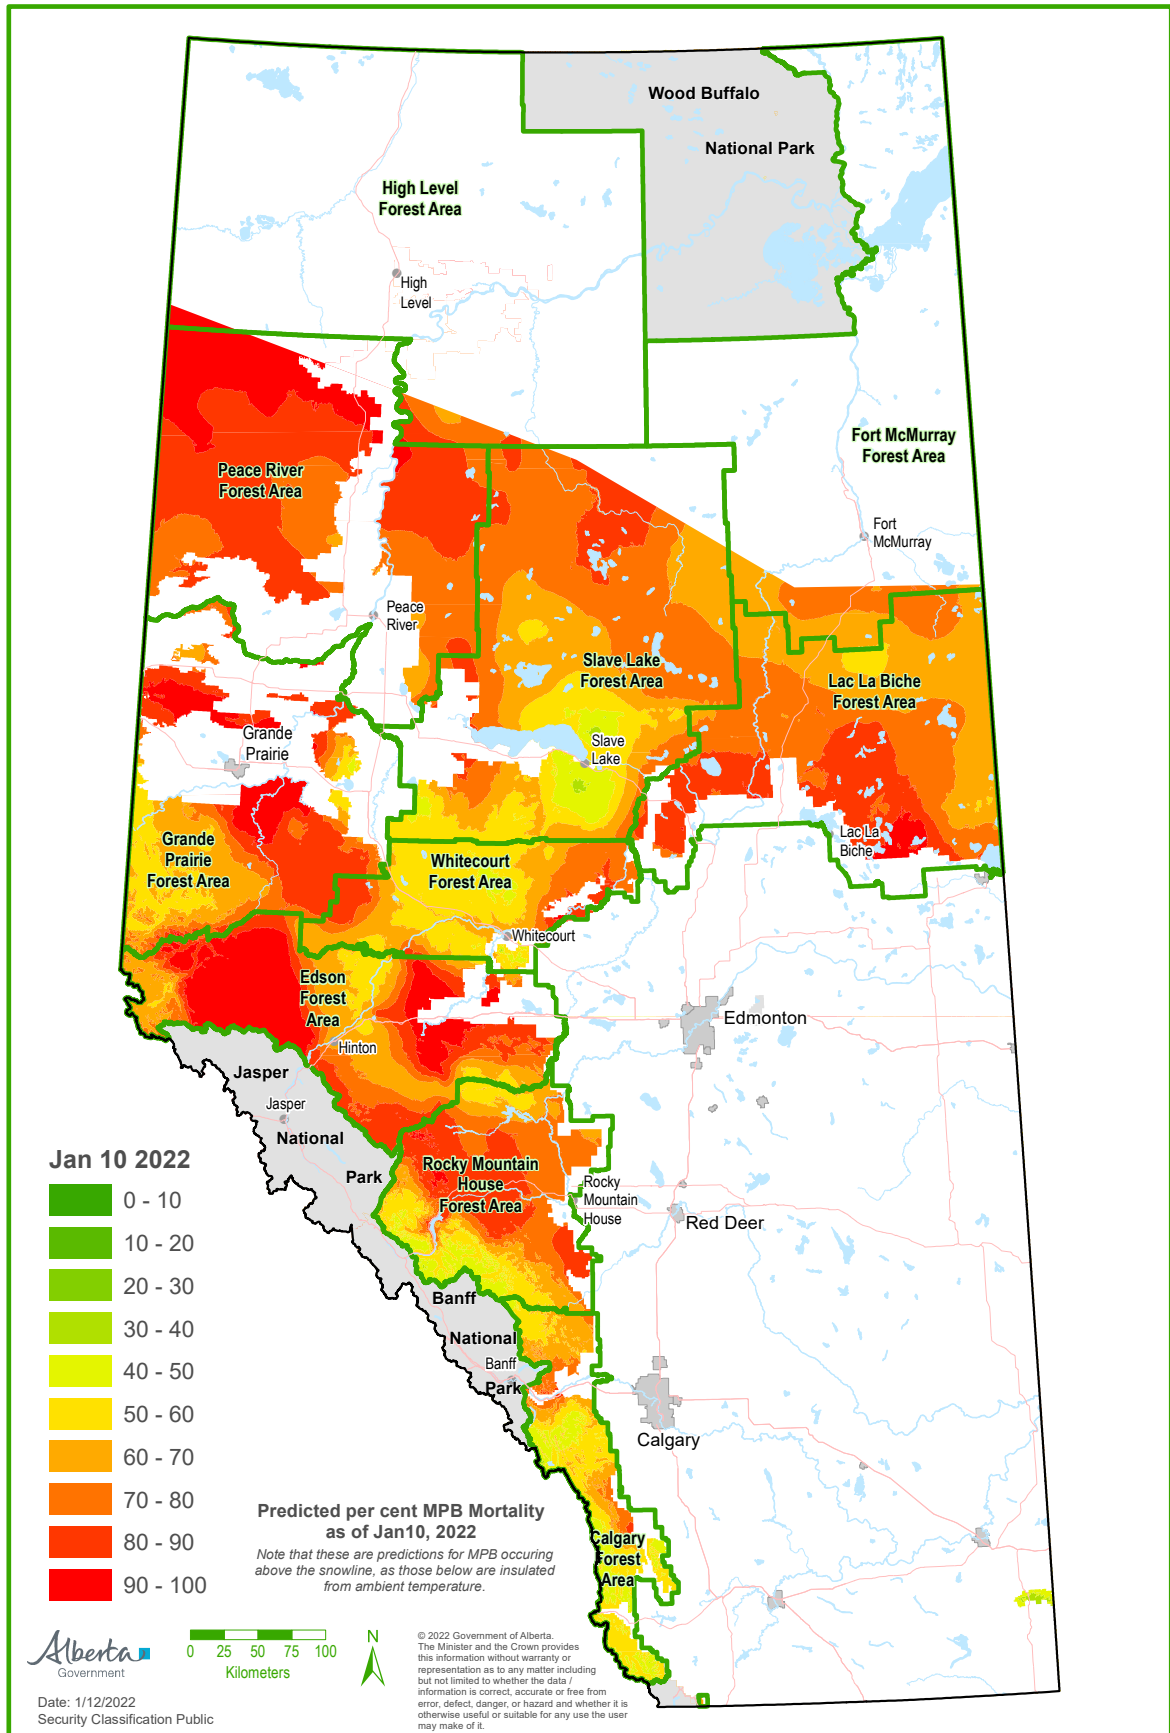 Wood Buffalo
National Park
High Level
Forest Area
High
Level
Fort McMurray
Forest Area
Peace River
Forest Area
Fort
McMurray
Peace
River
Slave Lake
Forest Area
Lac La Biche
Forest Area
Grande
Prairie
Slave
Lake
Grande
Prairie
Forest Area
Lac La
Biche
Whitecourt
Forest Area
Whitecourt
Edson
Forest
Area
Edmonton
Hinton
Jasper
Jasper
National
Park
Jan 10 2022
0 - 10
10 - 20
20 - 30
30 - 40
40 - 50
50 - 60
60 - 70
70 - 80
80 - 90
90 - 100
Rocky Mountain
House
Forest Area
Rocky
Mountain
House
Red Deer
Banff
National
Banff
Park
Calgary
Calgary
Forest
Area
Predicted per cent MPB Mortality
as of Jan10, 2022
Note that these are predictions for MPB occuring
above the snowline, as those below are insulated
from ambient temperature.
Alberta
Government
0 25 50 75 100
Kilometers
N
© 2022 Government of Alberta.
The Minister and the Crown provides
this information without warranty or
representation as to any matter including
but not limited to whether the data /
information is correct, accurate or free from
error, defect, danger, or hazard and whether it is
otherwise useful or suitable for any use the user
may make of it.
Date: 1/12/2022
Security Classification Public